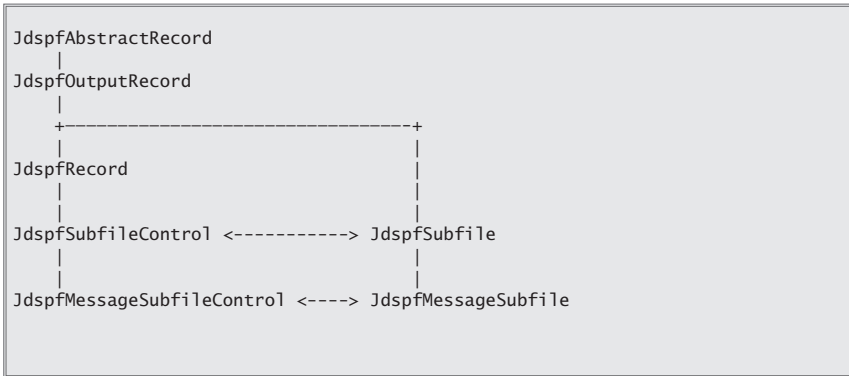 JdspfAbstractRecord
|
JdspfOutputRecord
|
+----------------------------------+
| |
JdspfRecord |
| |
| |
JdspfSubfileControl <-----------> JdspfSubfile
| |
| |
JdspfMessageSubfileControl <----> JdspfMessageSubfile